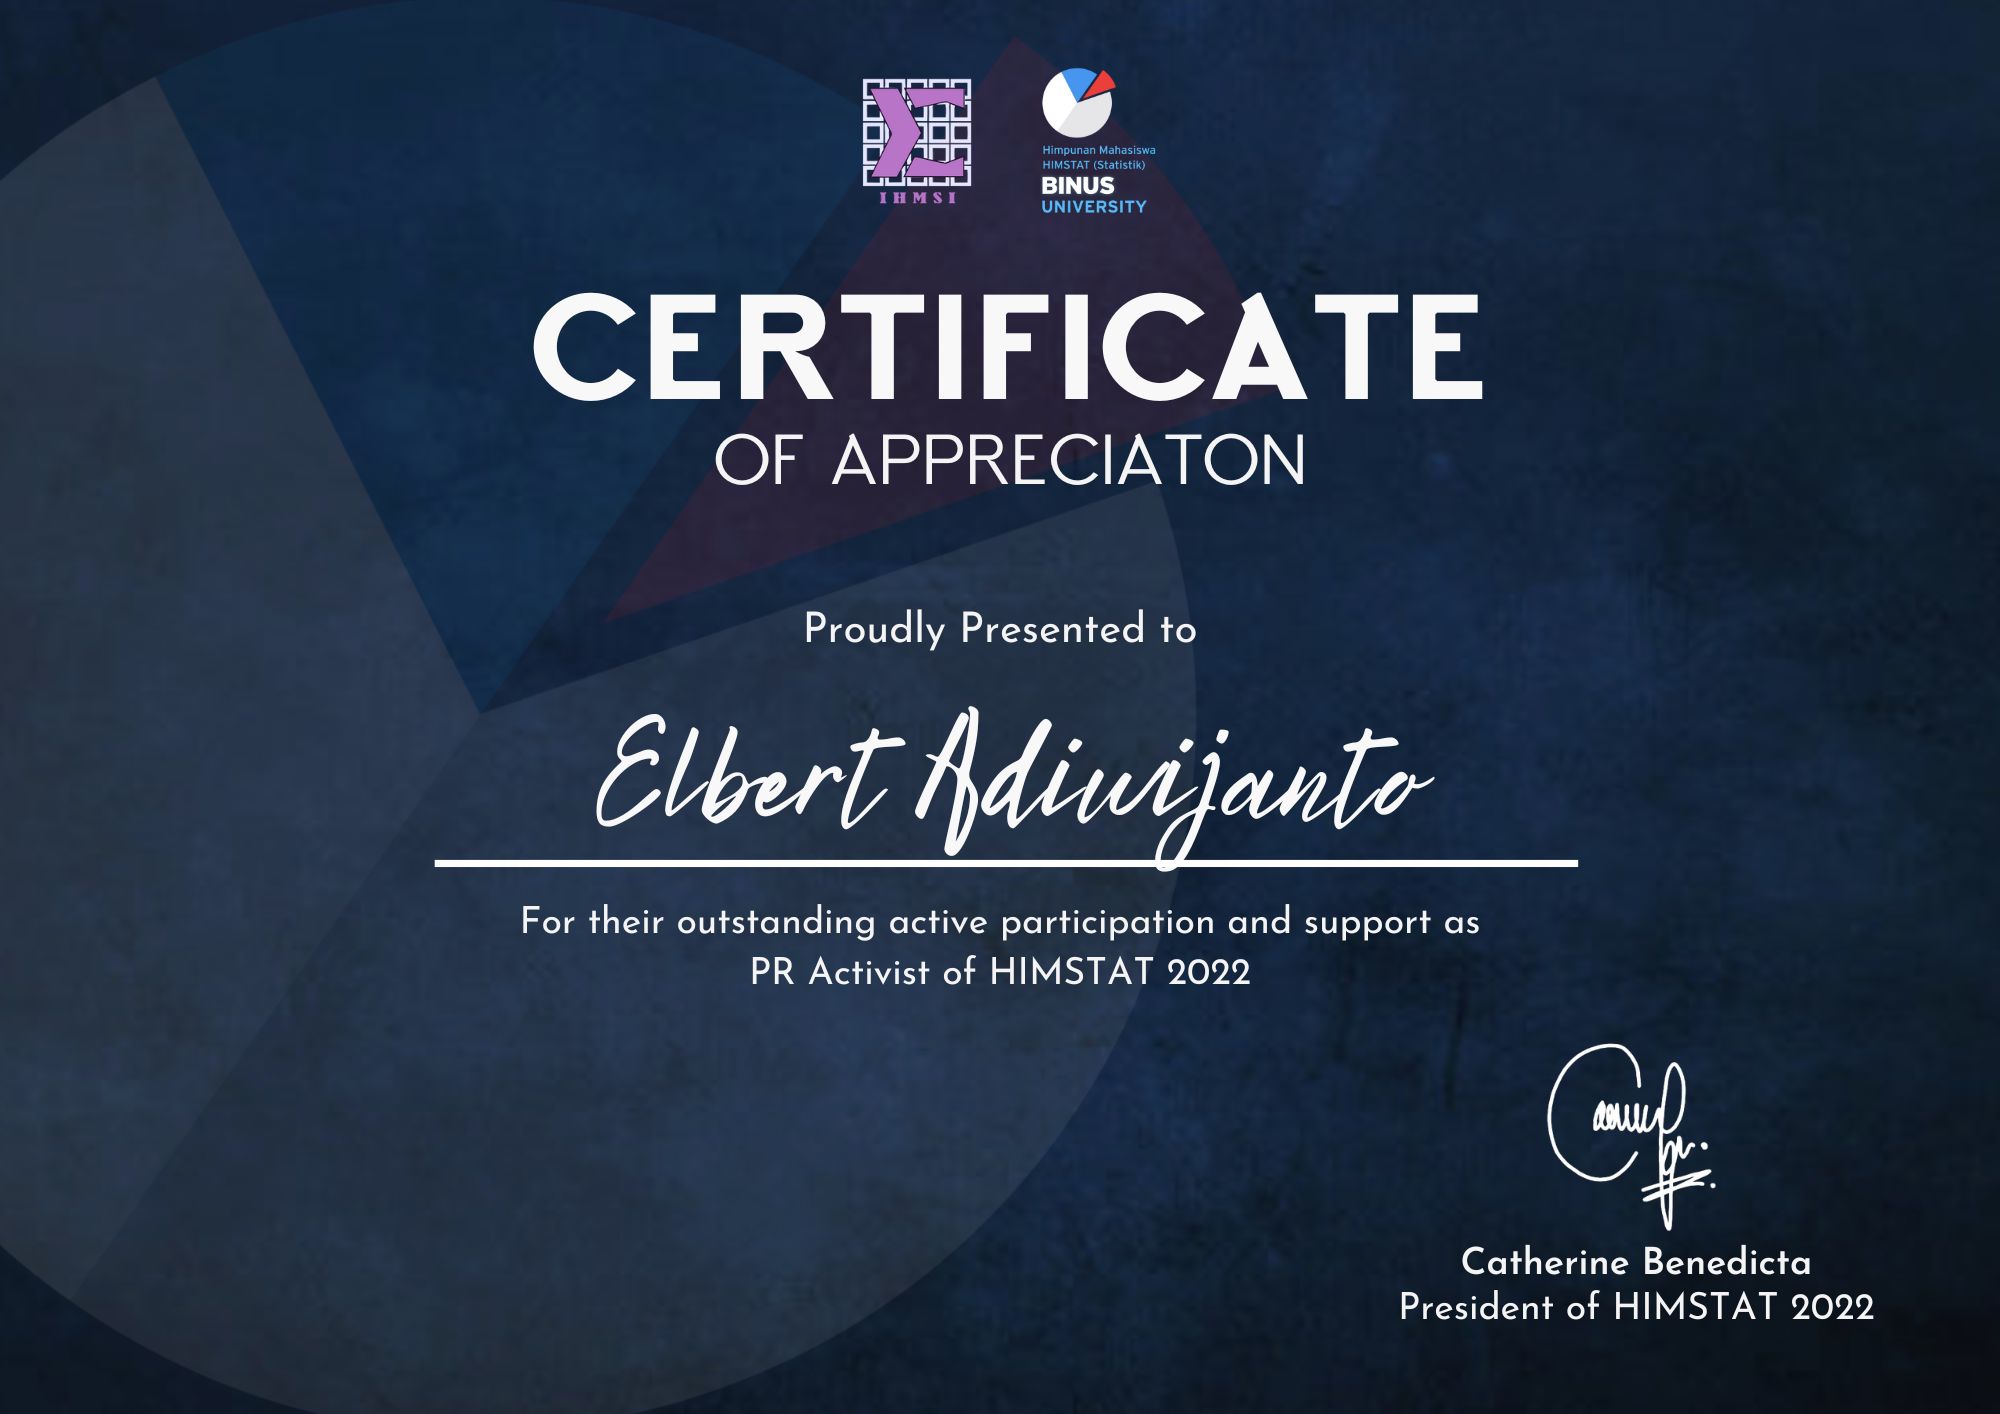 IHMSI
Himpunan Mahasiswa
HIMSTAT (Statistik)
BINUS
UNIVERSITY
CERTIFICATE
OF APPRECIATON
Proudly Presented to
Elbert Adiwijanto
For their outstanding active participation and support as
PR Activist of HIMSTAT 2022
Catherine Benedicta
President of HIMSTAT 2022